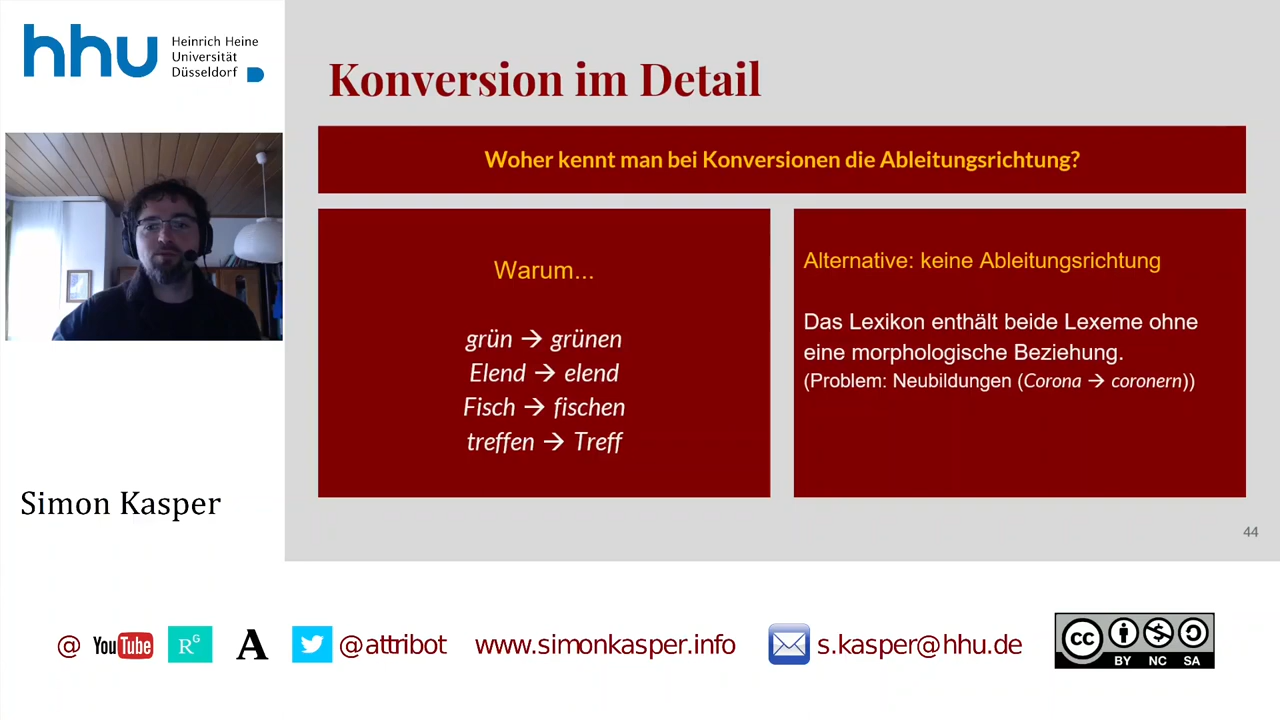 hhu Heinrich Heine
Universität
Düsseldorf
Konversion im Detail
Woher kennt man bei Konversionen die Ableitungsrichtung?
Warum...
grün → grünen
Elend → elend
Fisch → fischen
treffen → Treff
Alternative: keine Ableitungsrichtung
Das Lexikon enthält beide Lexeme ohne
eine morphologische Beziehung.
(Problem: Neubildungen (Corona → coronern))
Simon Kasper
44
@ YouTube RG A @attribot www.simonkasper.info s.kasper@hhu.de cc BY NC SA